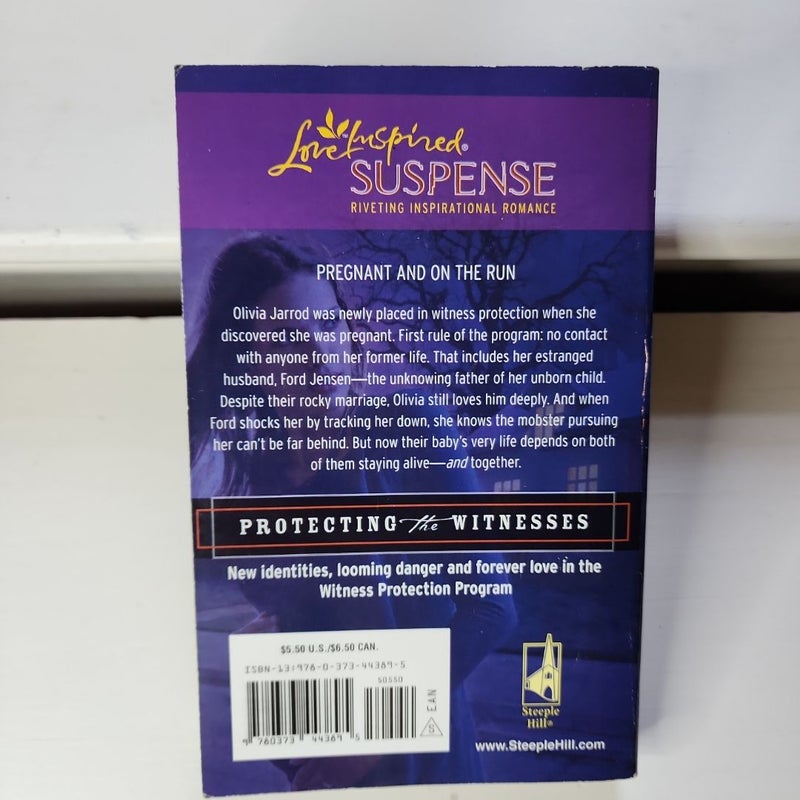 Love Inspired®
SUSPENSE
RIVETING INSPIRATIONAL ROMANCE
PREGNANT AND ON THE RUN
Olivia Jarrod was newly placed in witness protection when she
discovered she was pregnant. First rule of the program: no contact
with anyone from her former life. That includes her estranged
husband, Ford Jensen—the unknowing father of her unborn child.
Despite their rocky marriage, Olivia still loves him deeply. And when
Ford shocks her by tracking her down, she knows the mobster pursuing
her can't be far behind. But now their baby's very life depends on both
of them staying alive—and together.
PROTECTING the WITNESSES
New identities, looming danger and forever love in the
Witness Protection Program
$5.50 U.S./$6.50 CAN.
ISBN-13:978-0-373-44389-5
50550
EAN
S
9 780373 44389 5
Steeple
Hill®
www.SteepleHill.com